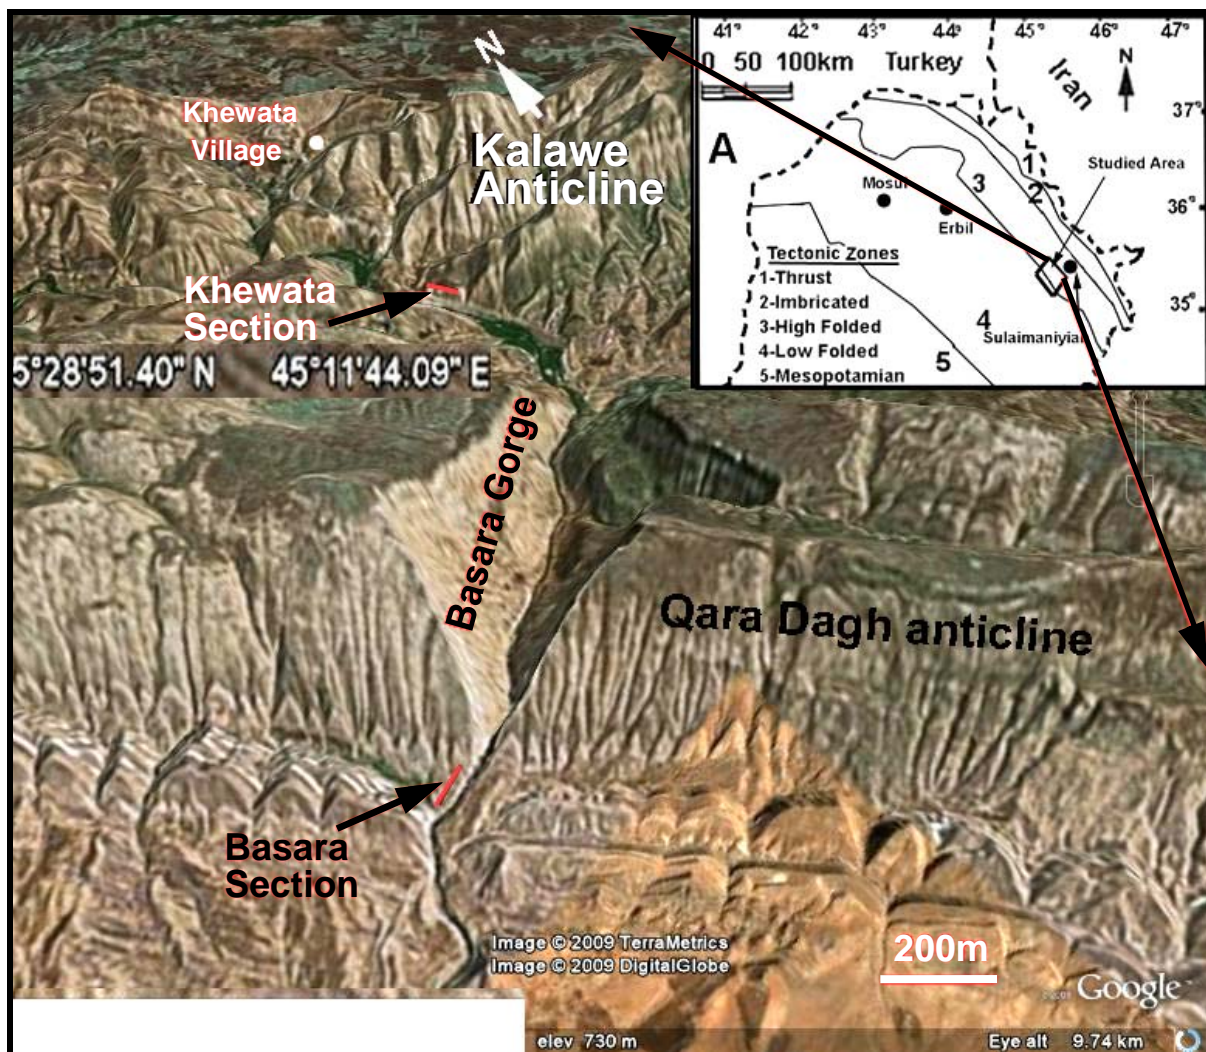 Khewata
Village
N
Kalawe
Anticline
Khewata
Section
5°28'51.40" N 45°11'44.09" E
41° 42° 43° 44° 45° 46° 47°
0 50 100km Turkey
Iran
N
37°
A
1
Studied Area
2
3
Mosul
36°
Erbil
Tectonic Zones
1-Thrust
2-Imbricated
35°
3-High Folded
4
Sulaimaniyiah
4-Low Folded
5
5-Mesopotamian
Basara Gorge
Qara Dagh anticline
Basara
Section
Image © 2009 TerraMetrics
Image © 2009 DigitalGlobe
200m
Google
elev 730 m Eye alt 9.74 km